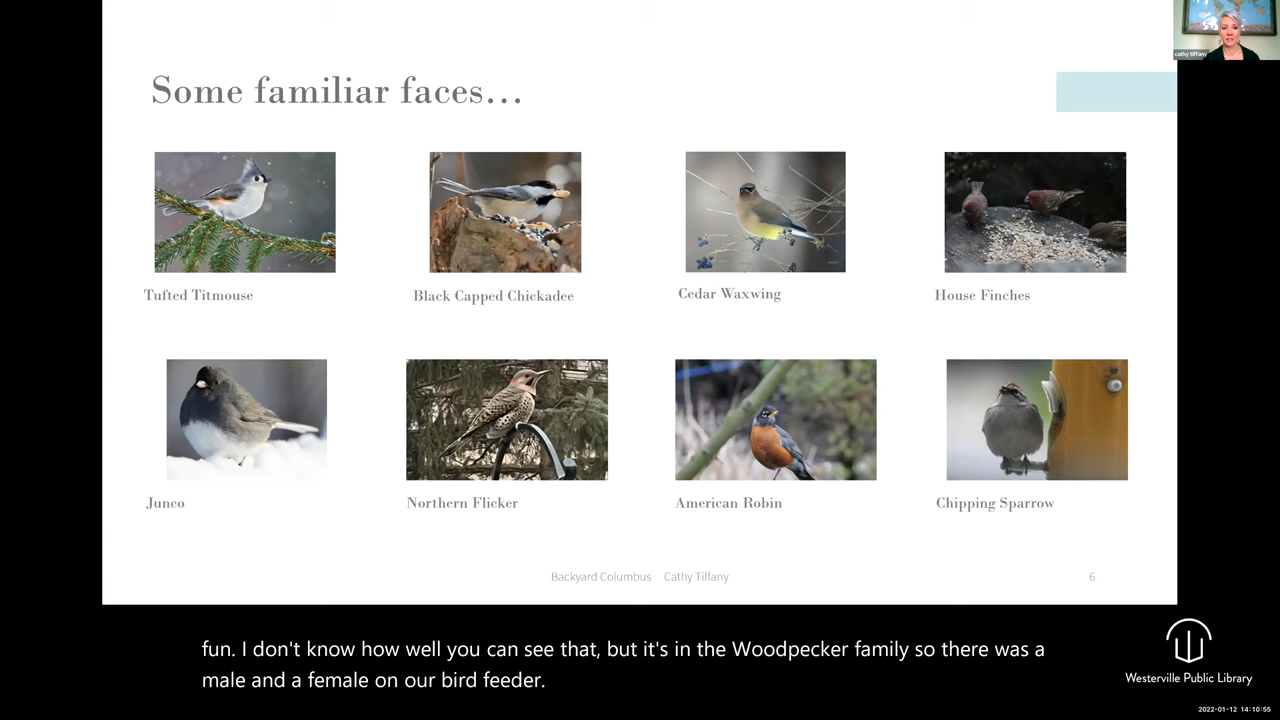 cathy tiffany
Some familiar faces...
Tufted Titmouse
Black Capped Chickadee
Cedar Waxwing
House Finches
Junco
Northern Flicker
American Robin
Chipping Sparrow
Backyard Columbus Cathy Tiffany
6
fun. I don't know how well you can see that, but it's in the Woodpecker family so there was a
male and a female on our bird feeder.
Westerville Public Library
2022-01-12 14:10:55